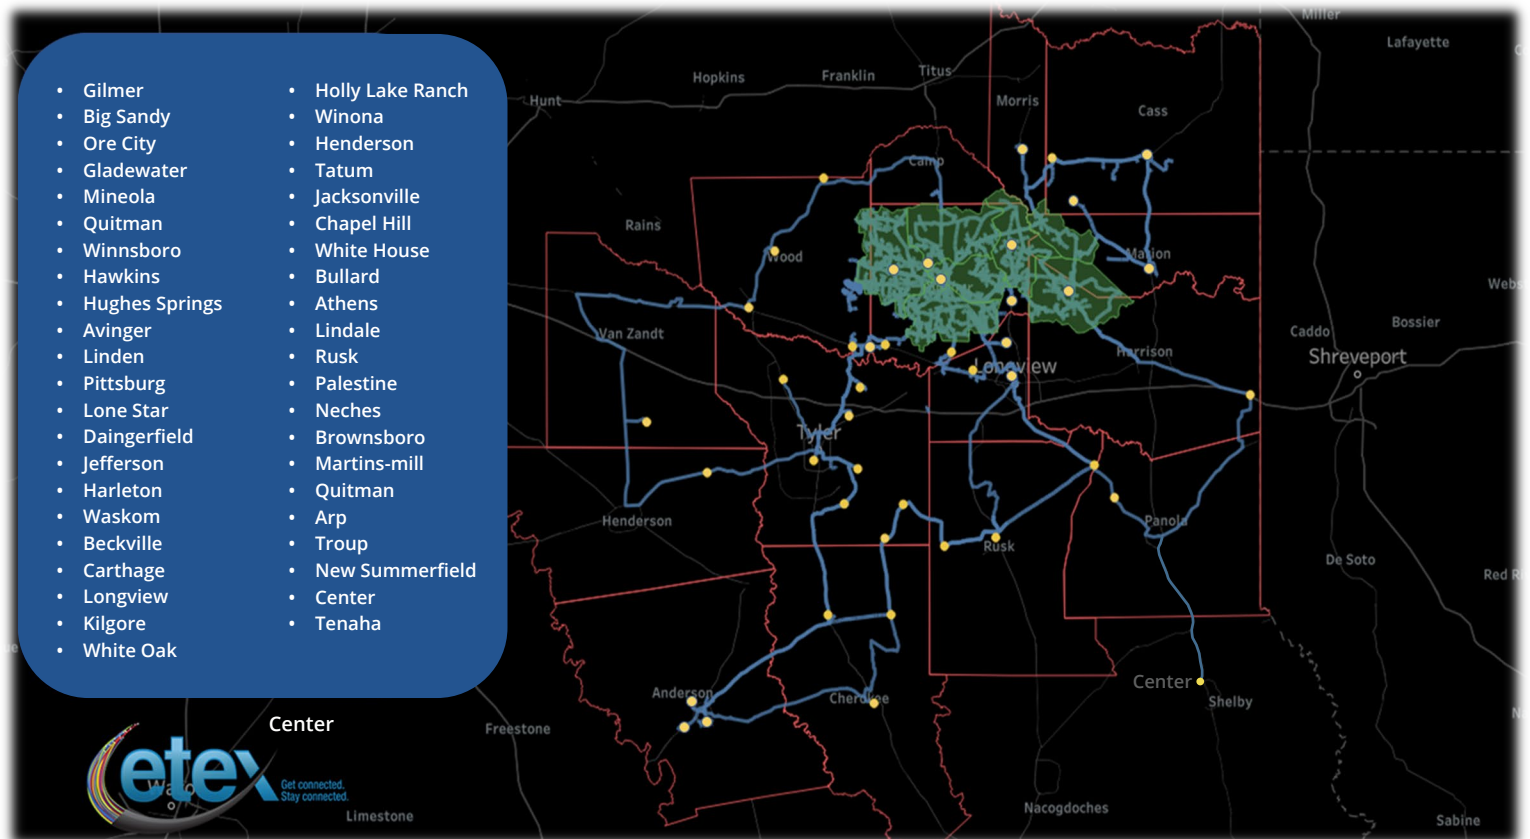 • Gilmer
• Big Sandy
• Ore City
• Gladewater
• Mineola
• Quitman
• Winnsboro
• Hawkins
• Hughes Springs
• Avinger
• Linden
• Pittsburg
• Lone Star
• Daingerfield
• Jefferson
• Harleton
• Waskom
• Beckville
• Carthage
• Longview
• Kilgore
• White Oak
• Holly Lake Ranch
• Winona
• Henderson
• Tatum
• Jacksonville
• Chapel Hill
• White House
• Bullard
• Athens
• Lindale
• Rusk
• Palestine
• Neches
• Brownsboro
• Martins-mill
• Quitman
• Arp
• Troup
• New Summerfield
• Center
• Tenaha
Center
etex
Get connected.
Stay connected.
Limestone
Freestone
Miller
Lafayette
Hopkins
Franklin
Titus
Hunt
Morris
Cass
Camp
Rains
Wood
Marion
Van Zandt
Caddo
Bossier
Harrison
Shreveport
Longview
Tyler
Henderson
Panola
Rusk
De Soto
Anderson
Cherokee
Center
Shelby
Nacogdoches
Sabine